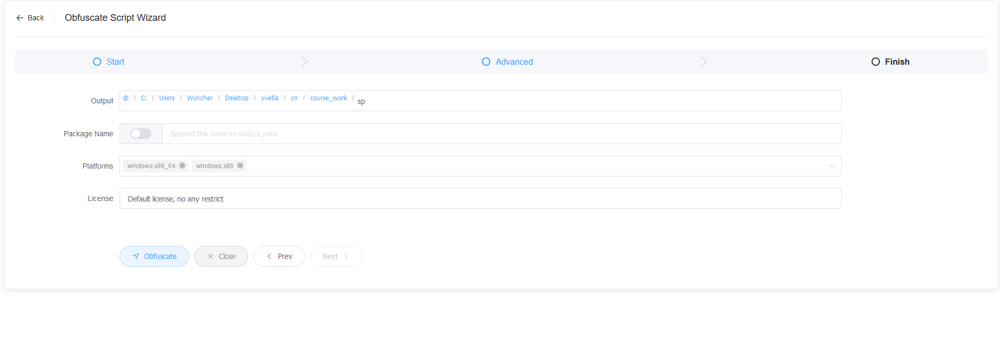 Back Obfuscate Script Wizard
Start Advanced Finish
Output @ / C: / Users / Wyncher / Desktop / учёба / сп / course_work / sp
Package Name Append this name to output path
Platforms windows.x86_64 windows.x86
License Default license, no any restrict
Obfuscate Close Prev Next